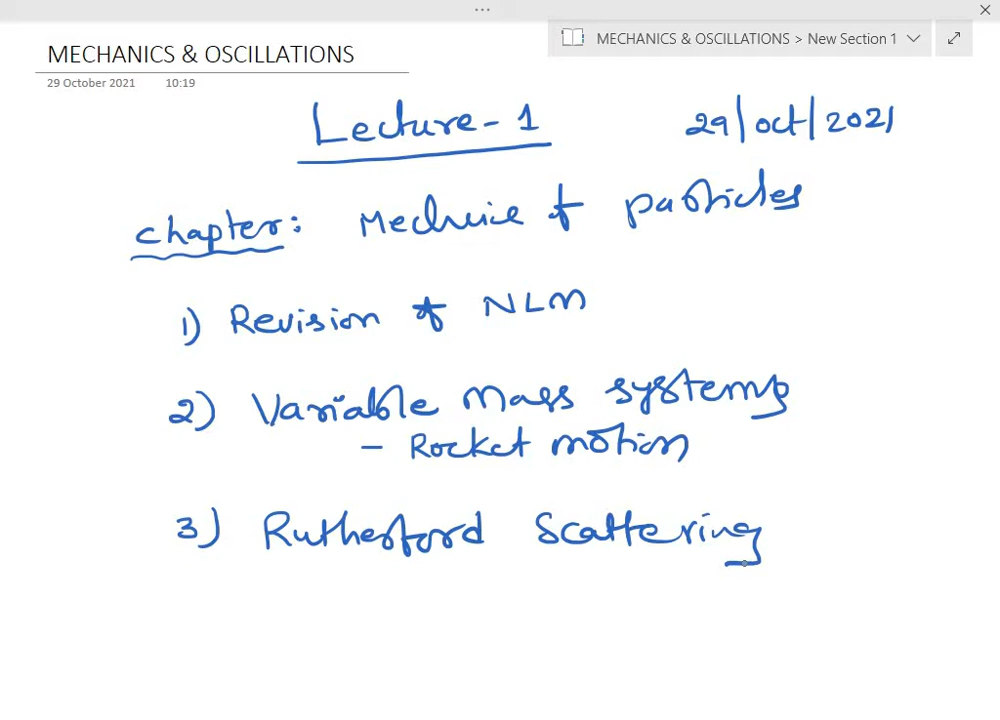 MECHANICS & OSCILLATIONS > New Section 1
MECHANICS & OSCILLATIONS
29 October 2021 10:19
Lecture - 1 29/oct/2021
chapter: Mechnics of particles
1) Revision of NLM
2) Variable Mass systems
- Rocket motion
3) Rutherford Scattering